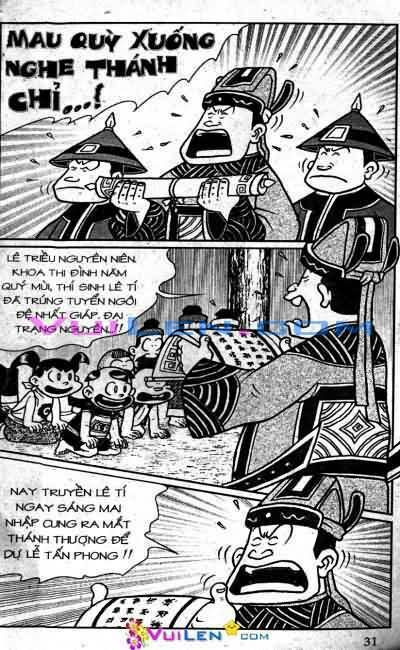 MAU QUỲ XUỐNG
NGHE THÁNH
CHỈ...!
LÊ TRIỀU NGUYÊN NIÊN.
KHOA THI ĐÌNH NĂM
QUÝ MÙI, THÍ SINH LÊ TÍ
ĐÃ TRÚNG TUYỂN NGÔI
ĐỆ NHẤT GIÁP. ĐẠI
TRẠNG NGUYÊN..!
VUILEN.COM
NAY TRUYỀN LÊ TÍ
NGAY SÁNG MAI
NHẬP CUNG RA MẮT
THÁNH THƯỢNG ĐỂ
DỰ LỄ TẤN PHONG !!
31
VUILEN.COM